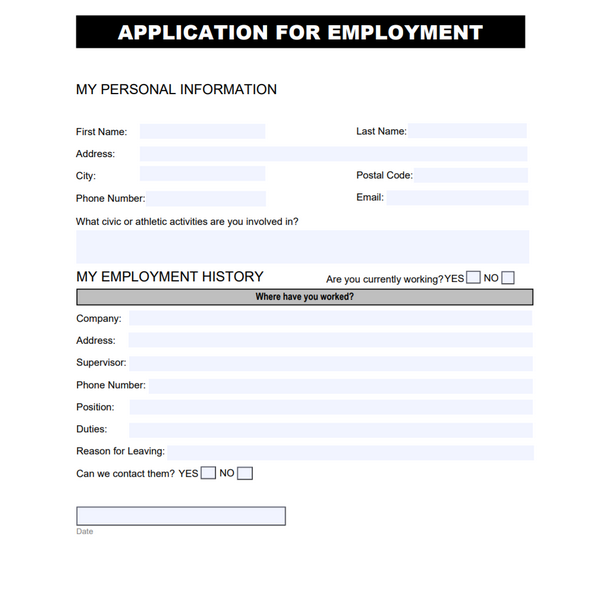 APPLICATION FOR EMPLOYMENT
MY PERSONAL INFORMATION
First Name: Last Name:
Address:
City: Postal Code:
Phone Number: Email:
What civic or athletic activities are you involved in?
MY EMPLOYMENT HISTORY Are you currently working? YES NO
Where have you worked?
Company:
Address:
Supervisor:
Phone Number:
Position:
Duties:
Reason for Leaving:
Can we contact them? YES NO
Date